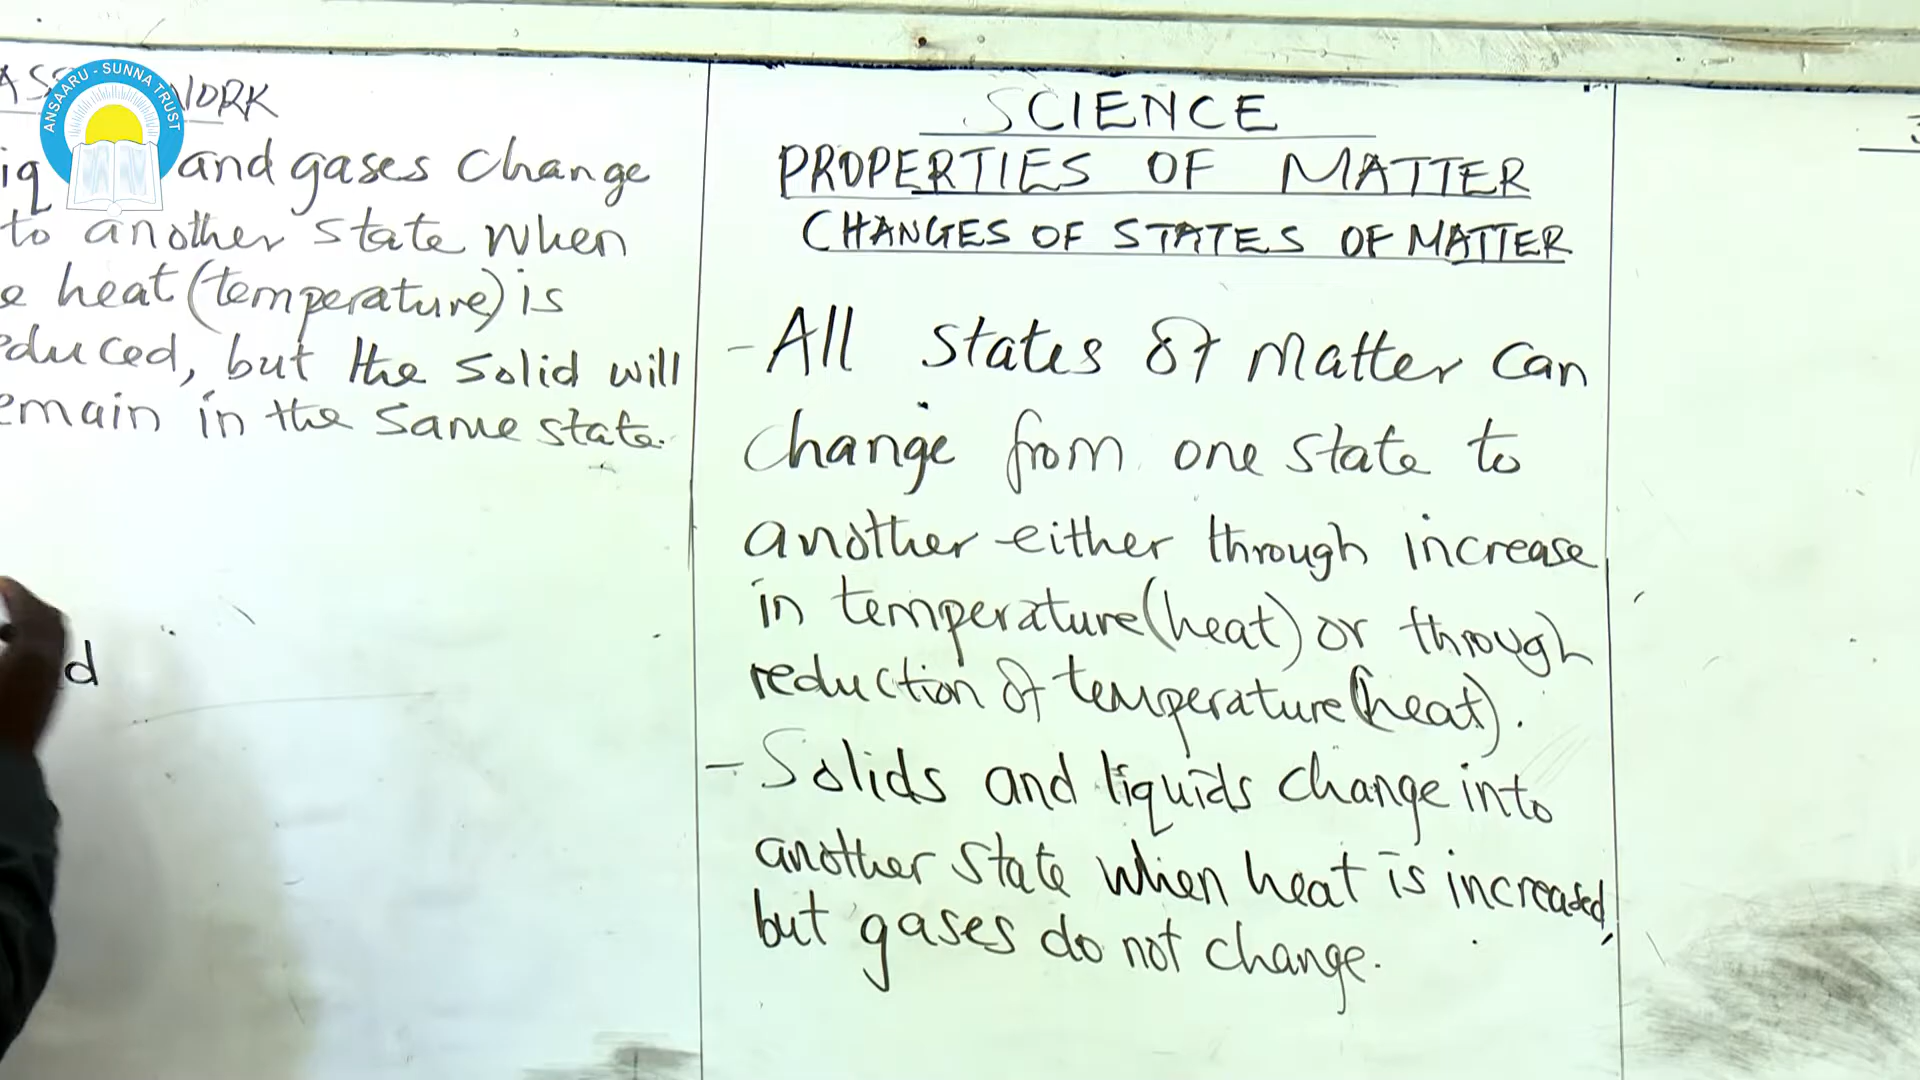 ANSAARU - SUNNA TRUST
WORK
and gases change
to another state when
heat (temperature) is
duced, but the solid will
emain in the same state.
d
SCIENCE
PROPERTIES OF MATTER
CHANGES OF STATES OF MATTER
- All states of matter can
change from one state to
another either through increase
in temperature (heat) or through
reduction of temperature (heat).
- Solids and liquids change into
another state when heat is increased,
but gases do not change.